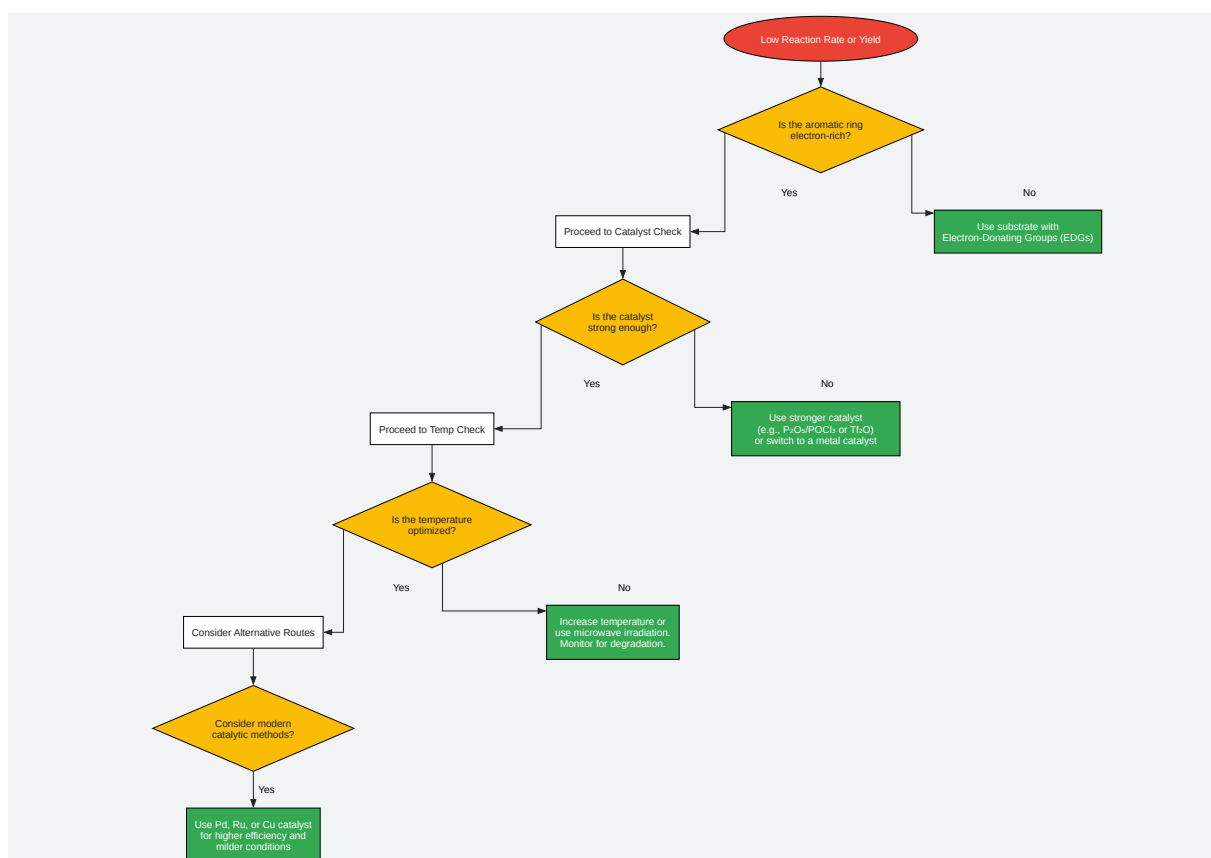 Low Reaction Rate or Yield
Is the aromatic ring
electron-rich?
Yes
No
Proceed to Catalyst Check
Use substrate with
Electron-Donating Groups (EDGs)
Is the catalyst
strong enough?
Yes
No
Proceed to Temp Check
Use stronger catalyst
(e.g., P₂O₅/POCl₃ or Tf₂O)
or switch to a metal catalyst
Is the temperature
optimized?
Yes
No
Consider Alternative Routes
Increase temperature or
use microwave irradiation.
Monitor for degradation.
Consider modern
catalytic methods?
Yes
Use Pd, Ru, or Cu catalyst
for higher efficiency and
milder conditions